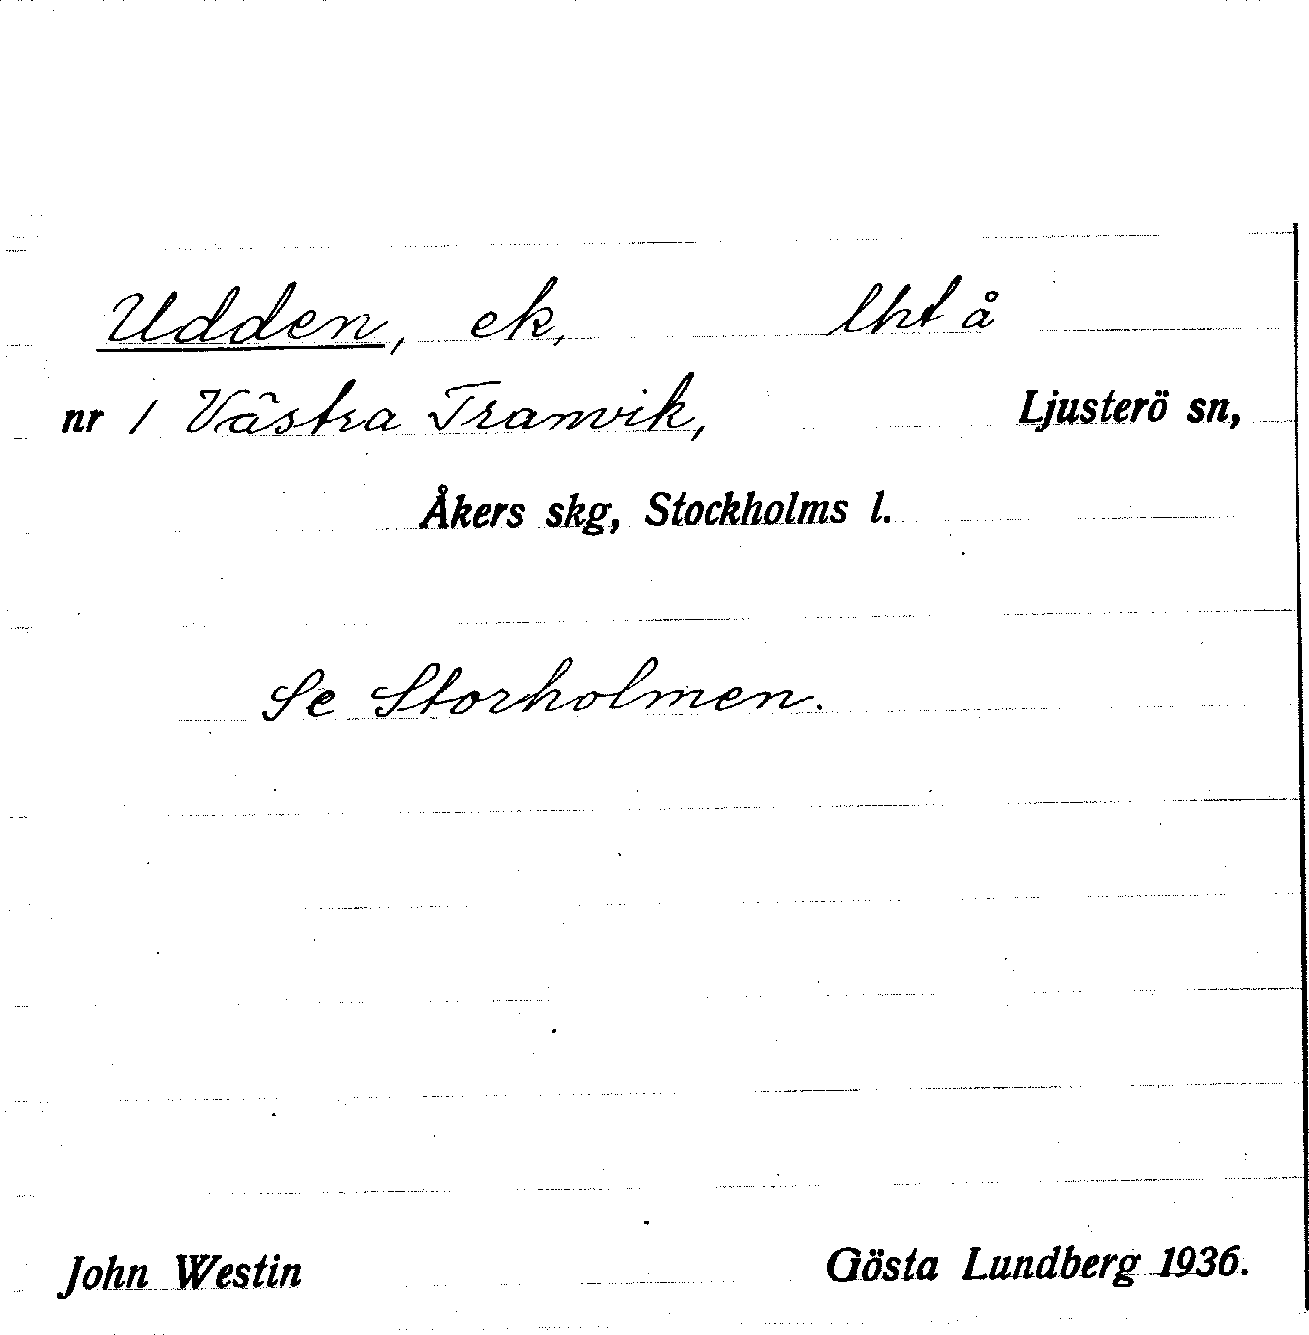 Udden, ek, lht å
nr 1 Västra Tranvik, Ljusterö sn,
Åkers skg, Stockholms l.
Se Storholmen.
John Westin Gösta Lundberg 1936.